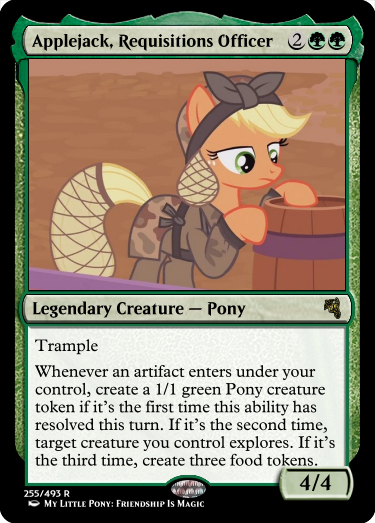 Applejack, Requisitions Officer 2
Legendary Creature — Pony
Trample
Whenever an artifact enters under your
control, create a 1/1 green Pony creature
token if it's the first time this ability has
resolved this turn. If it's the second time,
target creature you control explores. If it's
the third time, create three food tokens.
4/4
255/493 R
My Little Pony: Friendship Is Magic